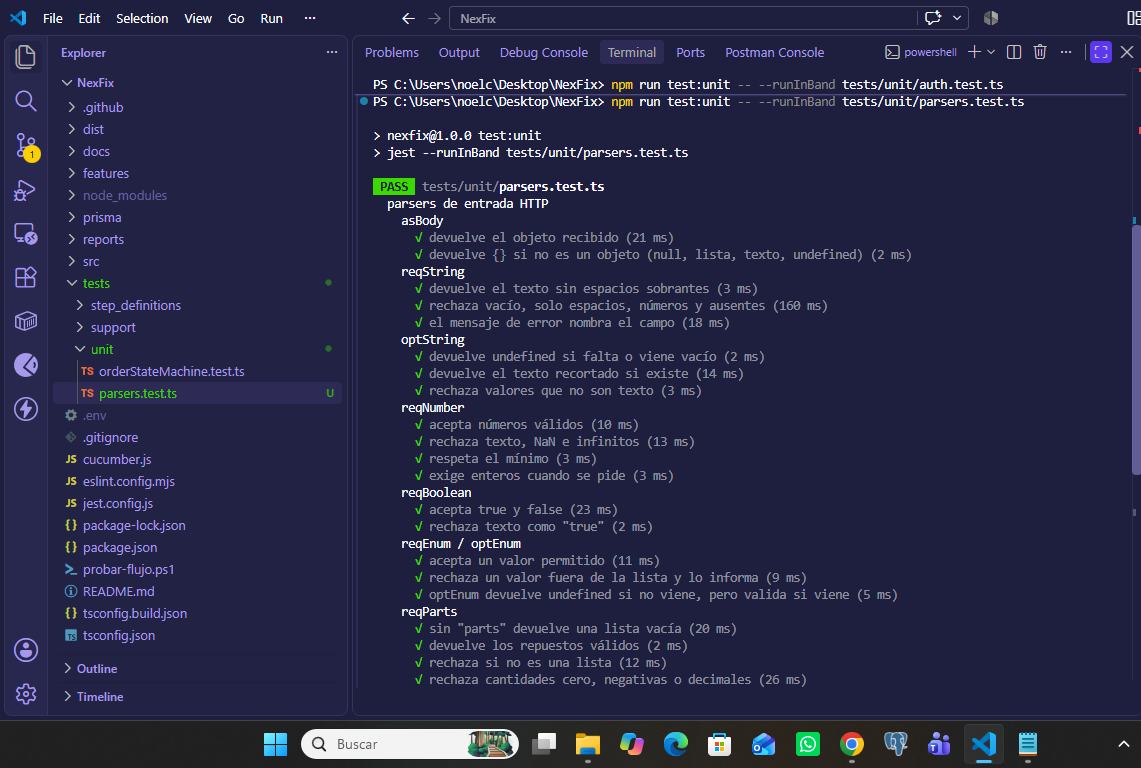 File Edit Selection View Go Run ···
NexFix
Explorer ···
NexFix
.github
dist
docs
features
node_modules
prisma
reports
src
tests
step_definitions
support
unit
TS orderStateMachine.test.ts
TS parsers.test.ts U
.env
.gitignore
JS cucumber.js
JS eslint.config.mjs
JS jest.config.js
{} package-lock.json
{} package.json
probar-flujo.ps1
README.md
{} tsconfig.build.json
TS tsconfig.json
Outline
Timeline
1
Problems Output Debug Console Terminal Ports Postman Console
powershell
PS C:\Users\noelc\Desktop\NexFix> npm run test:unit -- --runInBand tests/unit/auth.test.ts
PS C:\Users\noelc\Desktop\NexFix> npm run test:unit -- --runInBand tests/unit/parsers.test.ts
> nexfix@1.0.0 test:unit
> jest --runInBand tests/unit/parsers.test.ts
PASS tests/unit/parsers.test.ts
parsers de entrada HTTP
asBody
√ devuelve el objeto recibido (21 ms)
√ devuelve {} si no es un objeto (null, lista, texto, undefined) (2 ms)
reqString
√ devuelve el texto sin espacios sobrantes (3 ms)
√ rechaza vacío, solo espacios, números y ausentes (160 ms)
√ el mensaje de error nombra el campo (18 ms)
optString
√ devuelve undefined si falta o viene vacío (2 ms)
√ devuelve el texto recortado si existe (14 ms)
√ rechaza valores que no son texto (3 ms)
reqNumber
√ acepta números válidos (10 ms)
√ rechaza texto, NaN e infinitos (13 ms)
√ respeta el mínimo (3 ms)
√ exige enteros cuando se pide (3 ms)
reqBoolean
√ acepta true y false (23 ms)
√ rechaza texto como "true" (2 ms)
reqEnum / optEnum
√ acepta un valor permitido (11 ms)
√ rechaza un valor fuera de la lista y lo informa (9 ms)
√ optEnum devuelve undefined si no viene, pero valida si viene (5 ms)
reqParts
√ sin "parts" devuelve una lista vacía (20 ms)
√ devuelve los repuestos válidos (2 ms)
√ rechaza si no es una lista (12 ms)
√ rechaza cantidades cero, negativas o decimales (26 ms)
Buscar